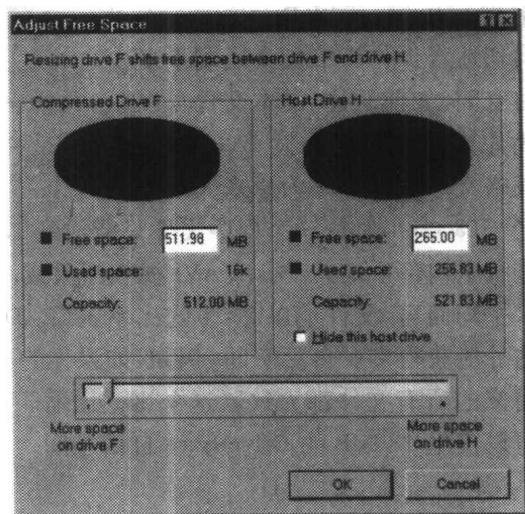 Adjust Free Space
Resizing drive F shifts free space between drive F and drive H.
Compressed Drive F
Free space: 511.98 MB
Used space: 16k
Capacity: 512.00 MB
Host Drive H
Free space: 265.00 MB
Used space: 256.83 MB
Capacity: 521.83 MB
Hide this host drive
More space
on drive F
More space
on drive H
OK
Cancel